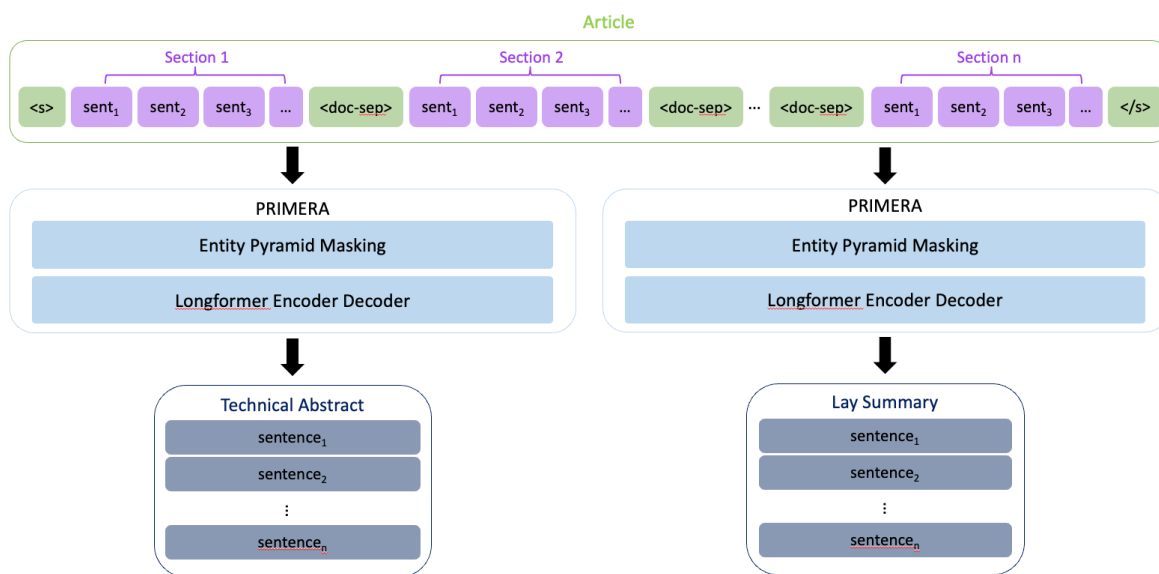 Article
Section 1 Section 2 Section n
<s> sent₁ sent₂ sent₃ ... <doc-sep> sent₁ sent₂ sent₃ ... <doc-sep> ... <doc-sep> sent₁ sent₂ sent₃ ... </s>
PRIMERA
Entity Pyramid Masking
Longformer Encoder Decoder
PRIMERA
Entity Pyramid Masking
Longformer Encoder Decoder
Technical Abstract
sentence₁
sentence₂
⋮
sentenceₙ
Lay Summary
sentence₁
sentence₂
⋮
sentenceₙ